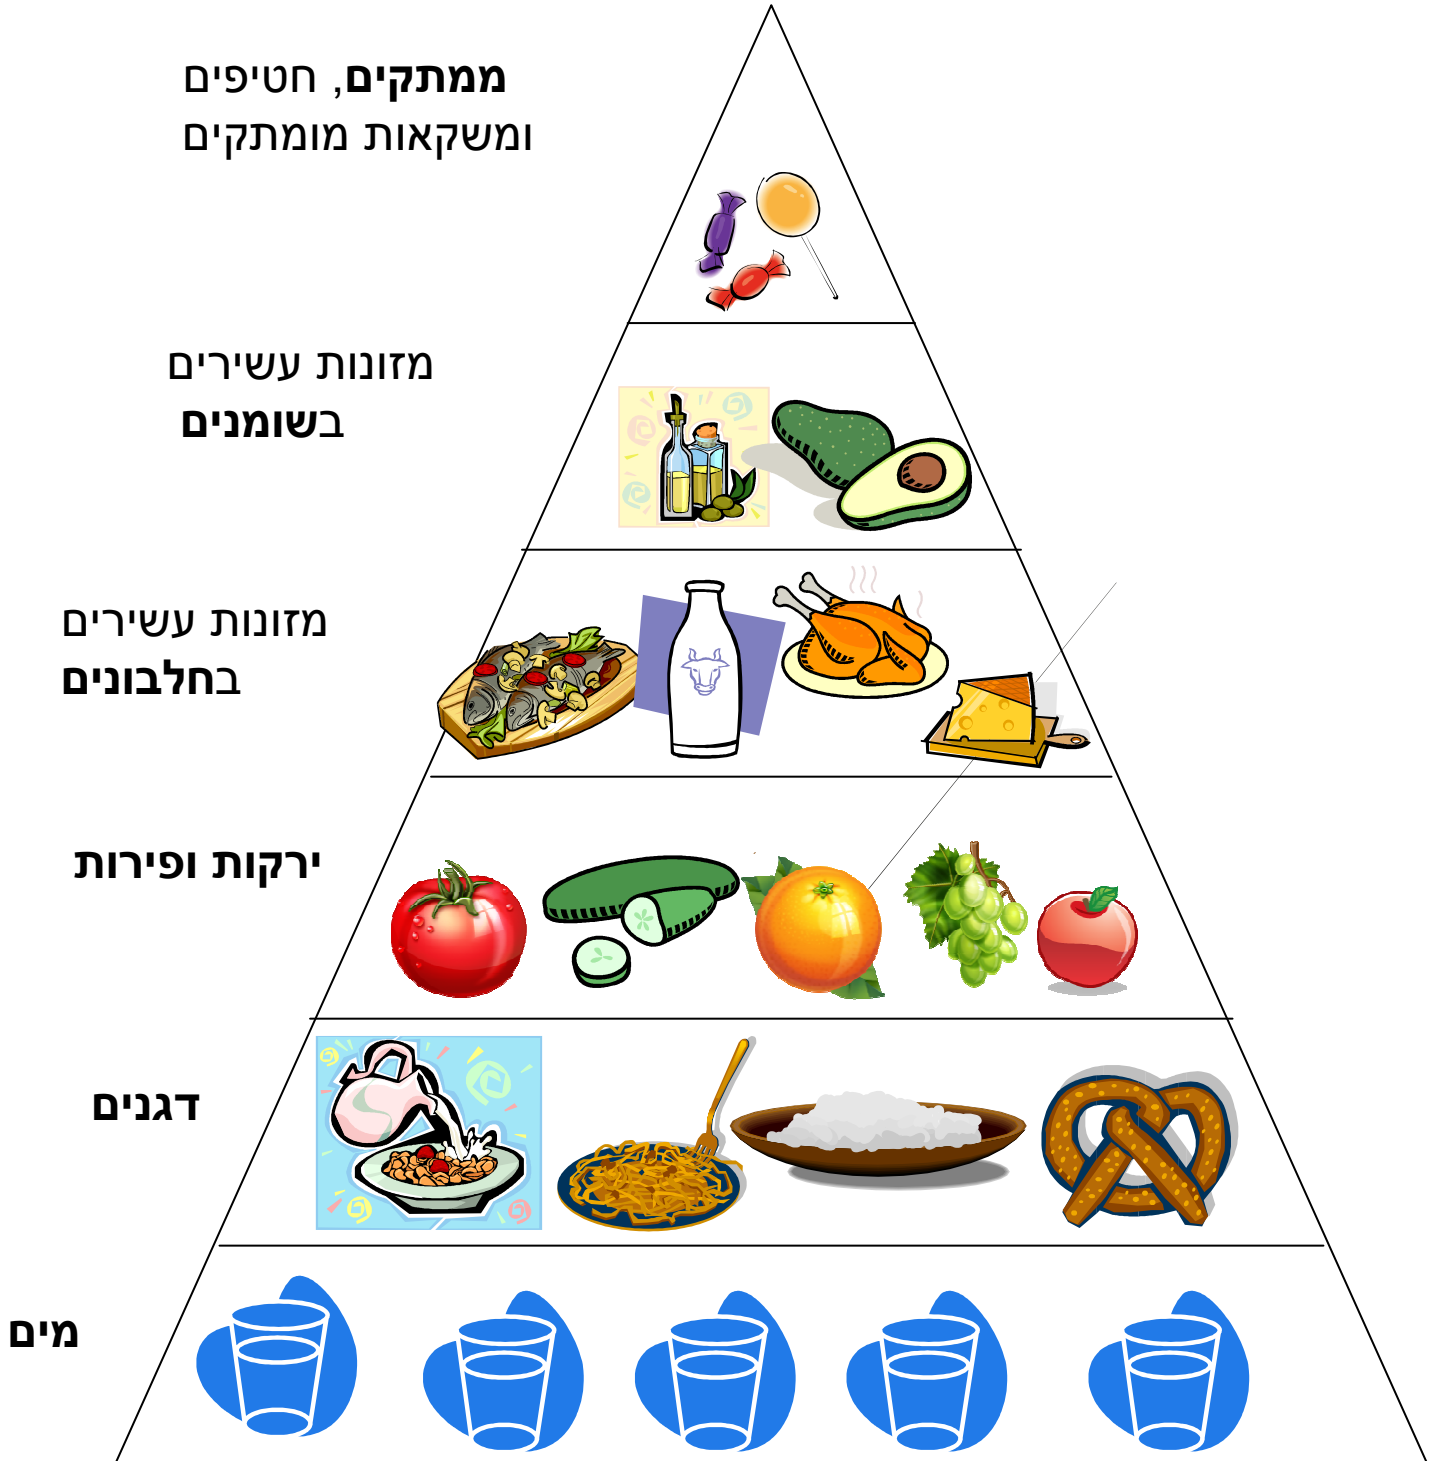 ממתקים, חטיפים
ומשקאות מומתקים
מזונות עשירים
בשומנים
מזונות עשירים
בחלבונים
ירקות ופירות
דגנים
מים